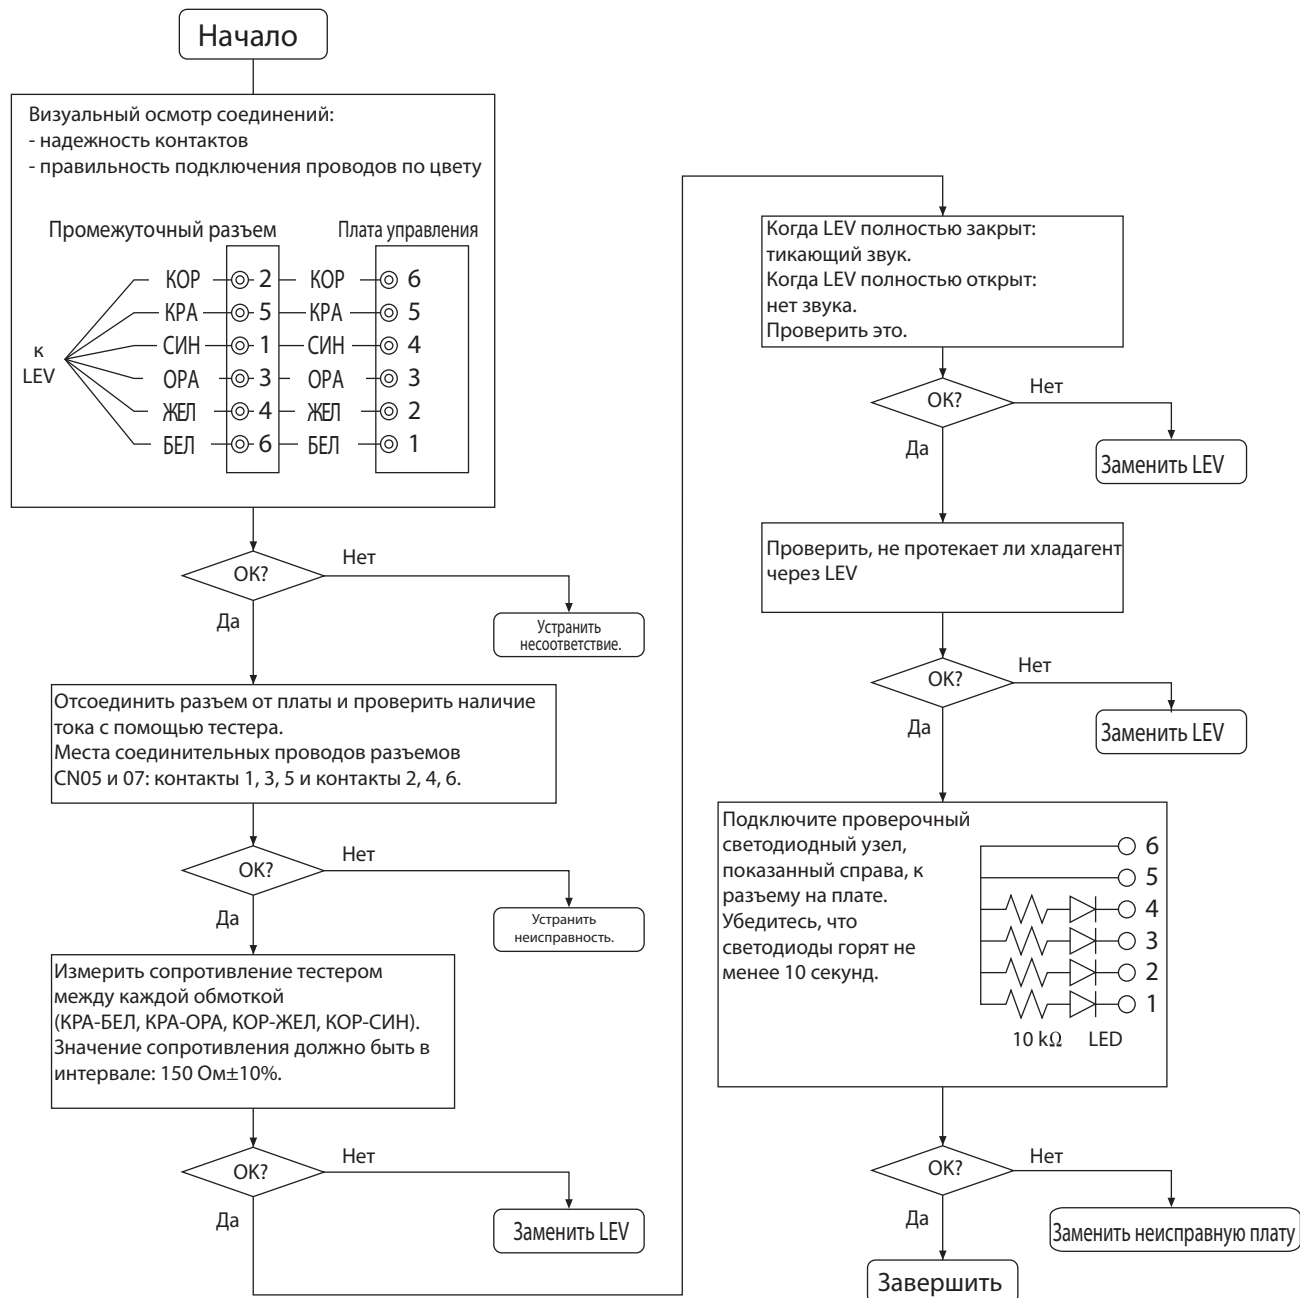 Начало
Визуальный осмотр соединений:
- надежность контактов
- правильность подключения проводов по цвету
Промежуточный разъем Плата управления
КОР 2 КОР 6
КРА 5 КРА 5
СИН 1 СИН 4
к
LEV
ОРА 3 ОРА 3
ЖЕЛ 4 ЖЕЛ 2
БЕЛ 6 БЕЛ 1
OK?
Нет
Да
Устранить
несоответствие.
Отсоединить разъем от платы и проверить наличие
тока с помощью тестера.
Места соединительных проводов разъемов
CN05 и 07: контакты 1, 3, 5 и контакты 2, 4, 6.
OK?
Нет
Да
Устранить
неисправность.
Измерить сопротивление тестером
между каждой обмоткой
(КРА-БЕЛ, КРА-ОРА, КОР-ЖЕЛ, КОР-СИН).
Значение сопротивления должно быть в
интервале: 150 Ом±10%.
OK?
Нет
Да
Заменить LEV
Когда LEV полностью закрыт:
тикающий звук.
Когда LEV полностью открыт:
нет звука.
Проверить это.
OK?
Нет
Да
Заменить LEV
Проверить, не протекает ли хладагент
через LEV
OK?
Нет
Да
Заменить LEV
Подключите проверочный
светодиодный узел,
показанный справа, к
разъему на плате.
Убедитесь, что
светодиоды горят не
менее 10 секунд.
6
5
4
3
2
1
10 kΩ LED
OK?
Нет
Да
Заменить неисправную плату
Завершить